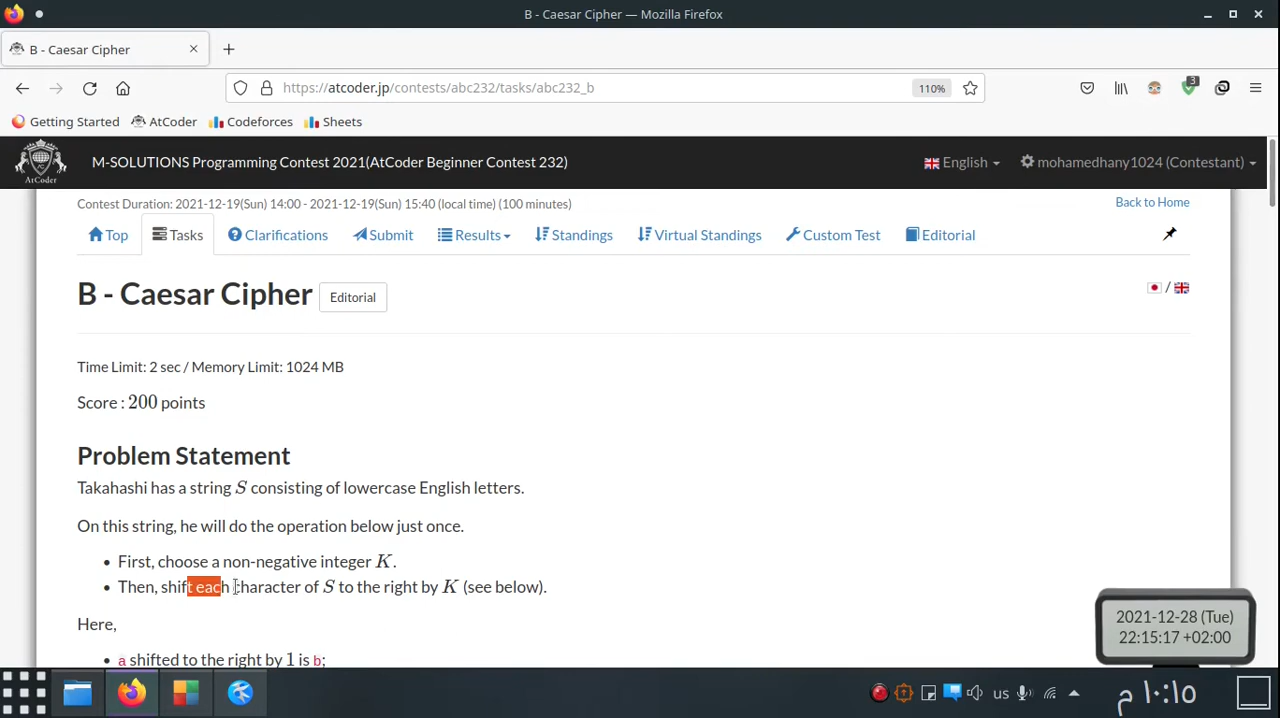 B - Caesar Cipher — Mozilla Firefox
B - Caesar Cipher
https://atcoder.jp/contests/abc232/tasks/abc232_b
110%
3
Getting Started AtCoder Codeforces Sheets
M-SOLUTIONS Programming Contest 2021(AtCoder Beginner Contest 232)
English
mohamedhany1024 (Contestant)
AtCoder
Contest Duration: 2021-12-19(Sun) 14:00 - 2021-12-19(Sun) 15:40 (local time) (100 minutes)
Back to Home
Top Tasks Clarifications Submit Results Standings Virtual Standings Custom Test Editorial
B - Caesar Cipher Editorial
/
Time Limit: 2 sec / Memory Limit: 1024 MB
Score : 200 points
Problem Statement
Takahashi has a string S consisting of lowercase English letters.
On this string, he will do the operation below just once.
• First, choose a non-negative integer K.
• Then, shift each character of S to the right by K (see below).
Here,
• a shifted to the right by 1 is b;
2021-12-28 (Tue)
22:15:17 +02:00
us
١٠:١٥ م